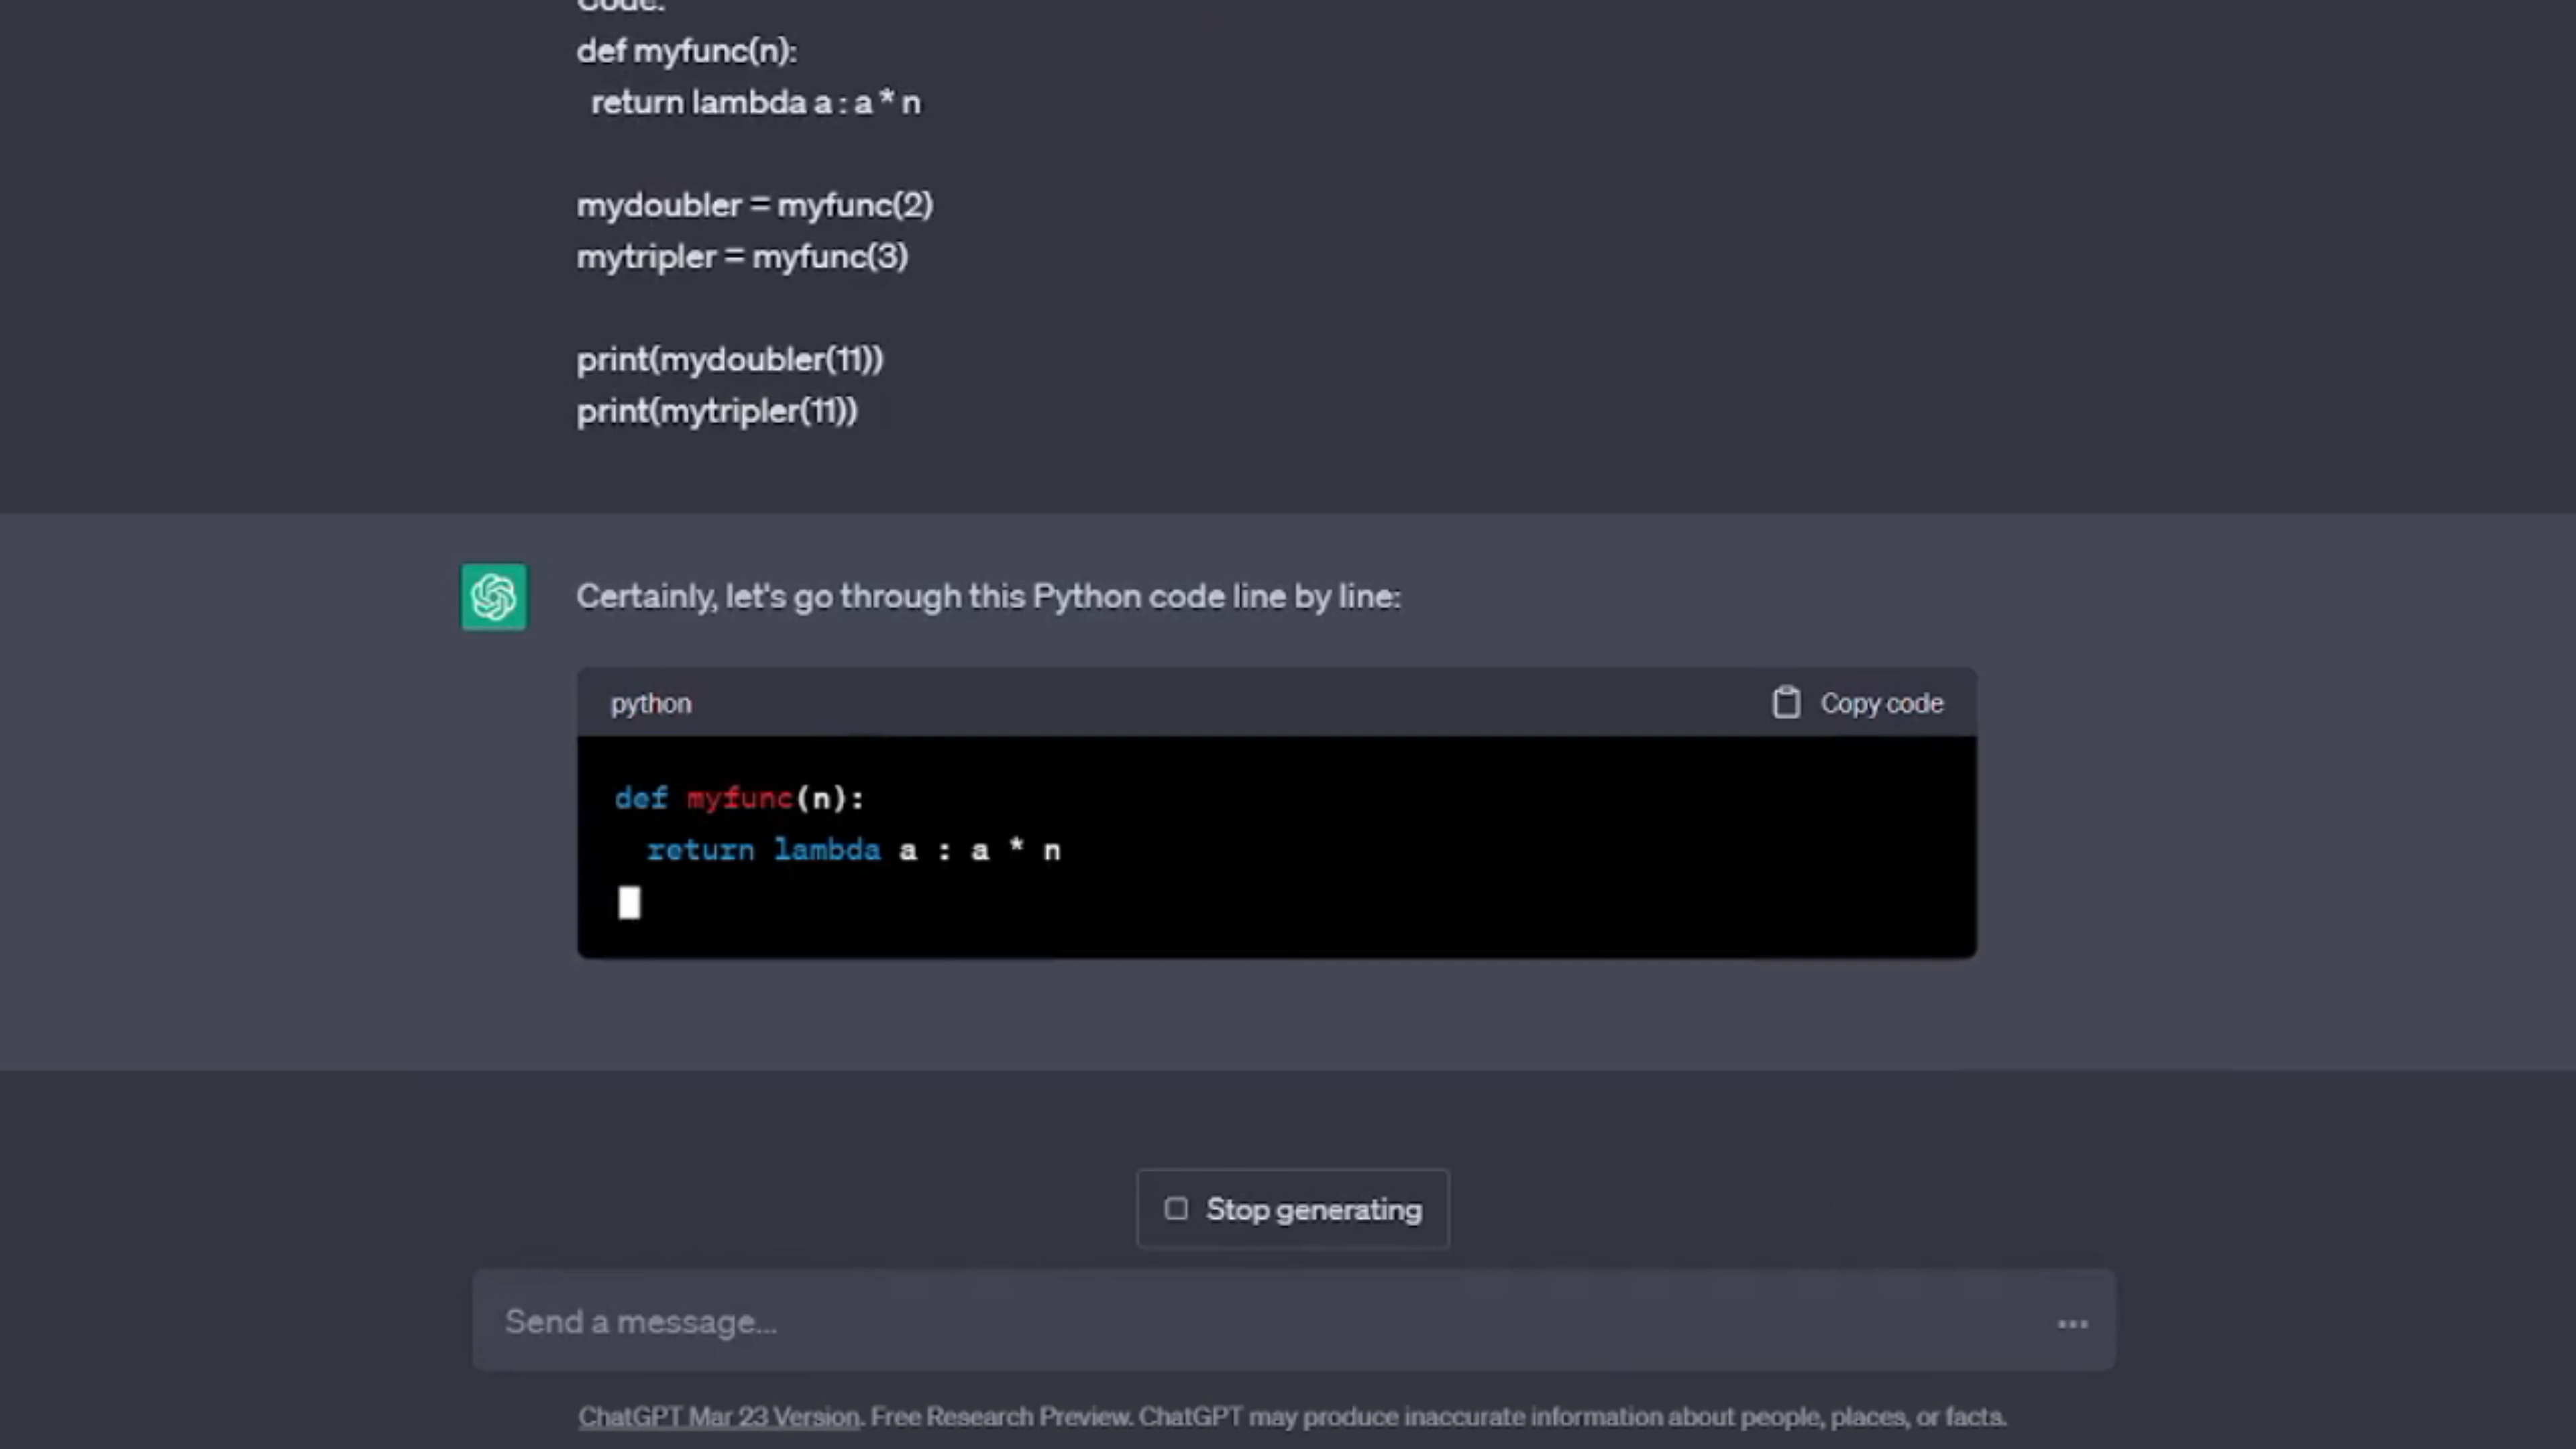 Code:
def myfunc(n):
return lambda a : a * n
mydoubler = myfunc(2)
mytripler = myfunc(3)
print(mydoubler(11))
print(mytripler(11))
Certainly, let's go through this Python code line by line:
python
Copy code
def myfunc(n):
return lambda a : a * n
Stop generating
Send a message...
ChatGPT Mar 23 Version. Free Research Preview. ChatGPT may produce inaccurate information about people, places, or facts.